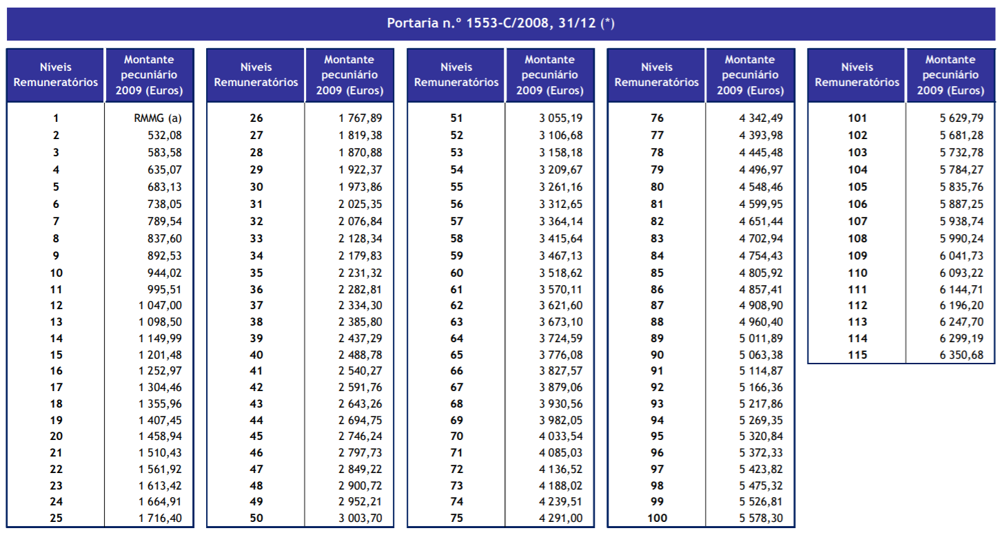 Portaria n.º 1553-C/2008, 31/12 (*)
Níveis Remuneratórios Montante pecuniário 2009 (Euros)
1 RMMG (a)
2 532,08
3 583,58
4 635,07
5 683,13
6 738,05
7 789,54
8 837,60
9 892,53
10 944,02
11 995,51
12 1 047,00
13 1 098,50
14 1 149,99
15 1 201,48
16 1 252,97
17 1 304,46
18 1 355,96
19 1 407,45
20 1 458,94
21 1 510,43
22 1 561,92
23 1 613,42
24 1 664,91
25 1 716,40
Níveis Remuneratórios Montante pecuniário 2009 (Euros)
26 1 767,89
27 1 819,38
28 1 870,88
29 1 922,37
30 1 973,86
31 2 025,35
32 2 076,84
33 2 128,34
34 2 179,83
35 2 231,32
36 2 282,81
37 2 334,30
38 2 385,80
39 2 437,29
40 2 488,78
41 2 540,27
42 2 591,76
43 2 643,26
44 2 694,75
45 2 746,24
46 2 797,73
47 2 849,22
48 2 900,72
49 2 952,21
50 3 003,70
Níveis Remuneratórios Montante pecuniário 2009 (Euros)
51 3 055,19
52 3 106,68
53 3 158,18
54 3 209,67
55 3 261,16
56 3 312,65
57 3 364,14
58 3 415,64
59 3 467,13
60 3 518,62
61 3 570,11
62 3 621,60
63 3 673,10
64 3 724,59
65 3 776,08
66 3 827,57
67 3 879,06
68 3 930,56
69 3 982,05
70 4 033,54
71 4 085,03
72 4 136,52
73 4 188,02
74 4 239,51
75 4 291,00
Níveis Remuneratórios Montante pecuniário 2009 (Euros)
76 4 342,49
77 4 393,98
78 4 445,48
79 4 496,97
80 4 548,46
81 4 599,95
82 4 651,44
83 4 702,94
84 4 754,43
85 4 805,92
86 4 857,41
87 4 908,90
88 4 960,40
89 5 011,89
90 5 063,38
91 5 114,87
92 5 166,36
93 5 217,86
94 5 269,35
95 5 320,84
96 5 372,33
97 5 423,82
98 5 475,32
99 5 526,81
100 5 578,30
Níveis Remuneratórios Montante pecuniário 2009 (Euros)
101 5 629,79
102 5 681,28
103 5 732,78
104 5 784,27
105 5 835,76
106 5 887,25
107 5 938,74
108 5 990,24
109 6 041,73
110 6 093,22
111 6 144,71
112 6 196,20
113 6 247,70
114 6 299,19
115 6 350,68